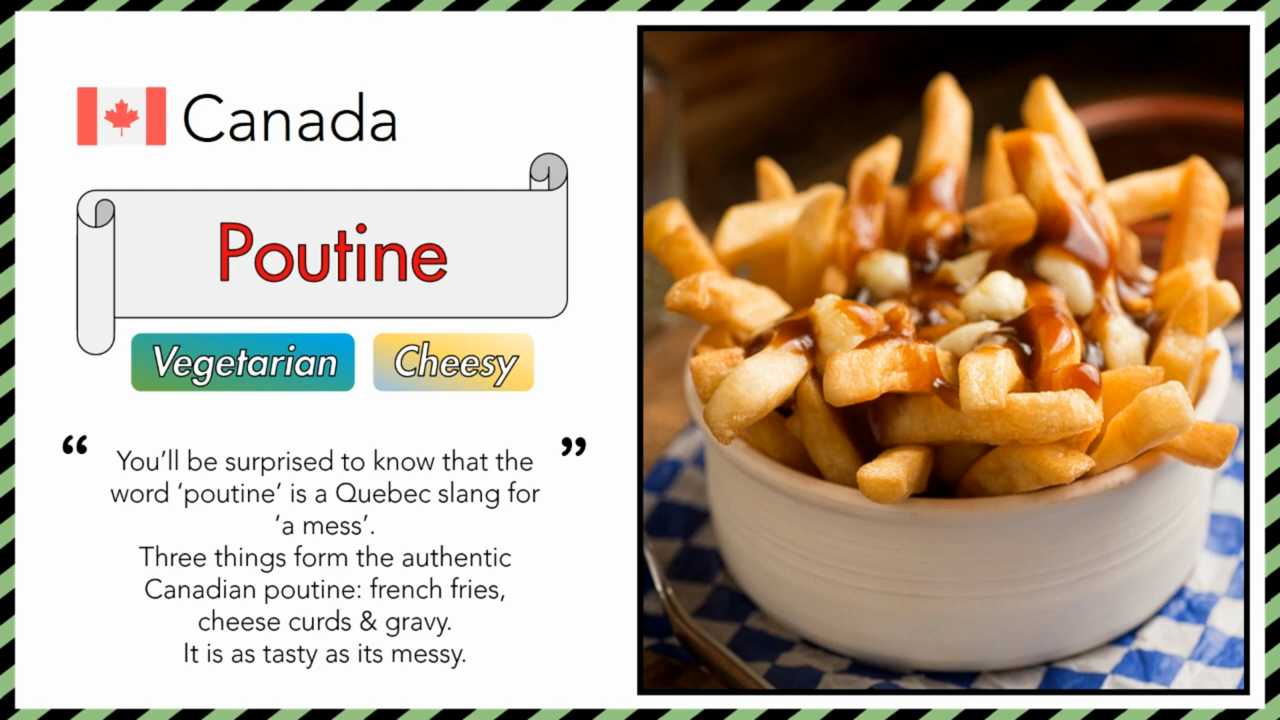 Canada
Poutine
Vegetarian
Cheesy
“ You’ll be surprised to know that the ”
word ‘poutine’ is a Quebec slang for
‘a mess’.
Three things form the authentic
Canadian poutine: french fries,
cheese curds & gravy.
It is as tasty as its messy.